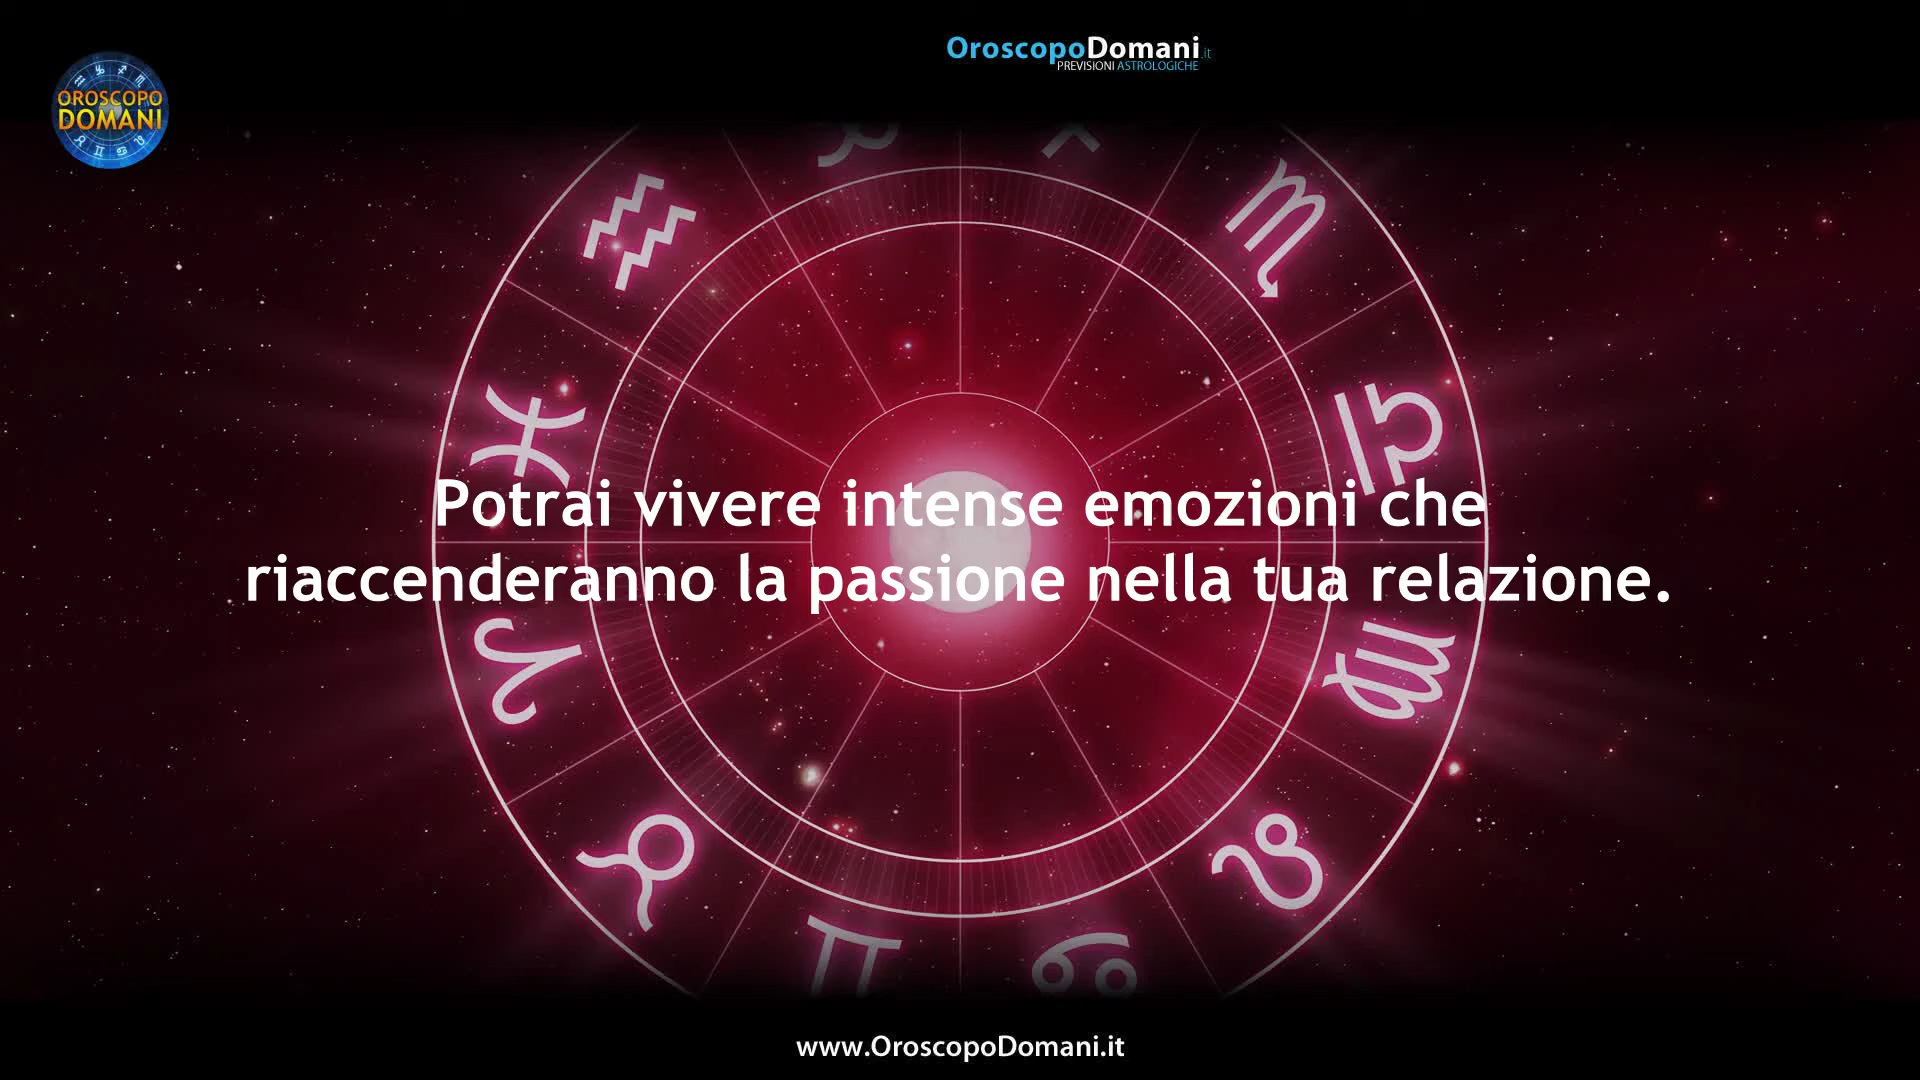 OroscopoDomani.it
PREVISIONI ASTROLOGICHE
OROSCOPO
DOMANI
Potrai vivere intense emozioni che
riaccenderanno la passione nella tua relazione.
www.OroscopoDomani.it